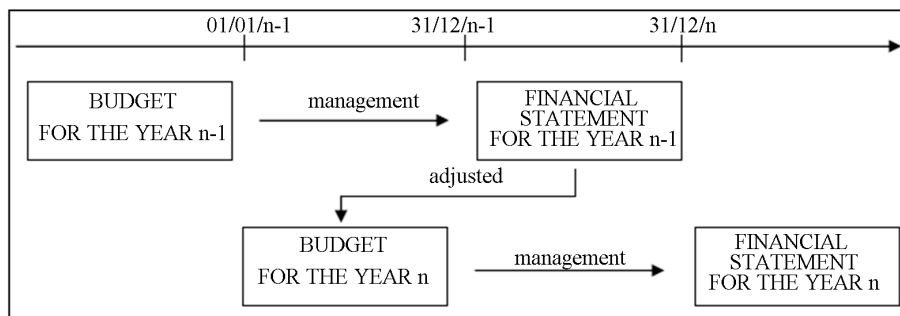 01/01/n-1 31/12/n-1 31/12/n
BUDGET
FOR THE YEAR n-1
management
FINANCIAL
STATEMENT
FOR THE YEAR n-1
adjusted
BUDGET
FOR THE YEAR n
management
FINANCIAL
STATEMENT
FOR THE YEAR n